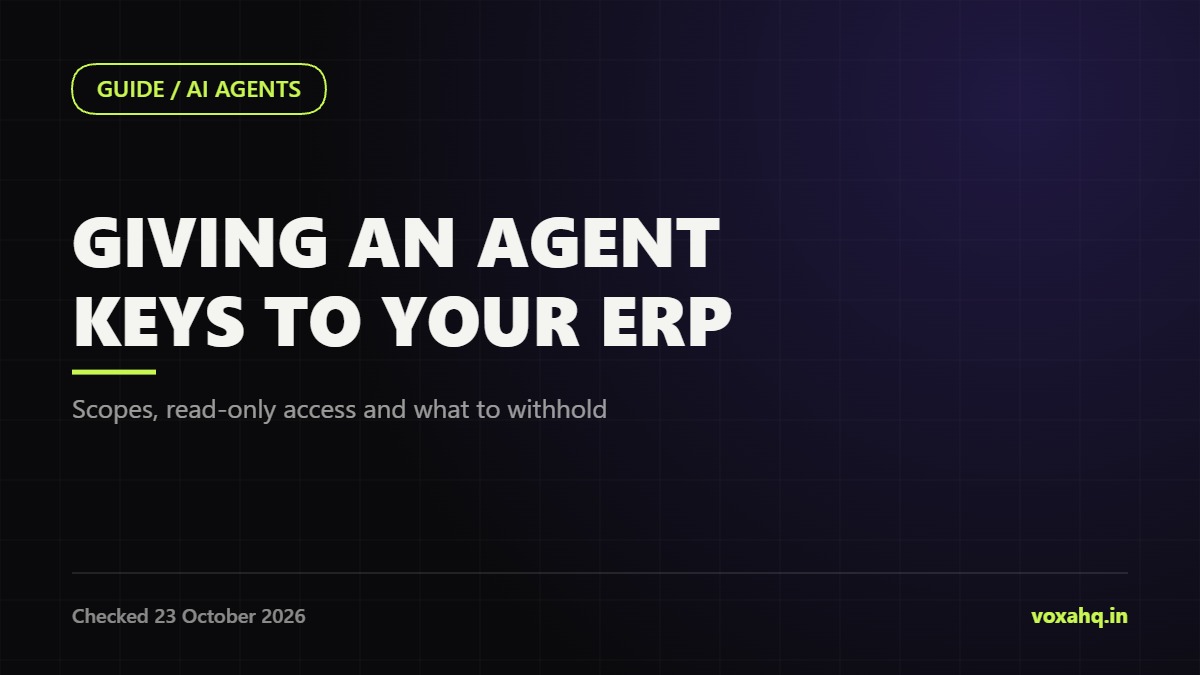 GUIDE / AI AGENTS
GIVING AN AGENT
KEYS TO YOUR ERP
Scopes, read-only access and what to withhold
Checked 23 October 2026
voxahq.in